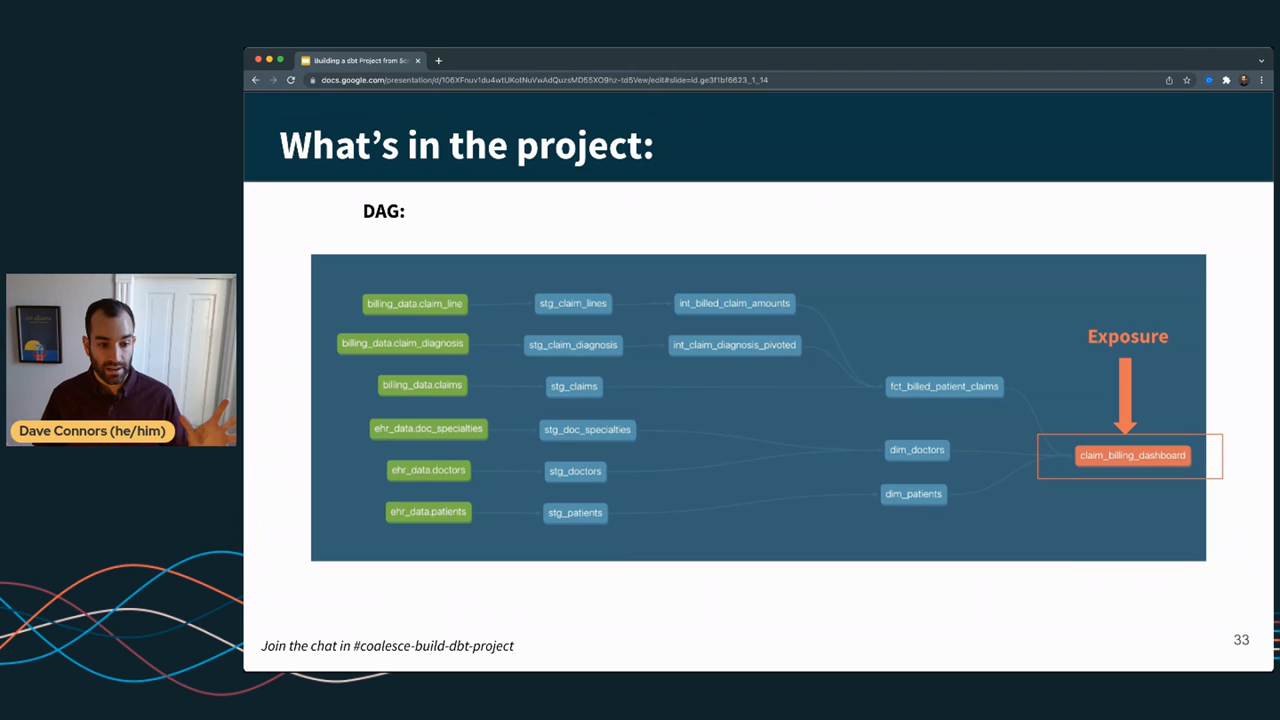 Building a dbt Project from Scr
docs.google.com/presentation/d/106XFnuv1du4wtUKotNuVwAdQuzsMD55XO9hz-td5Vew/edit#slide=id.ge3f1bf6623_1_14
What's in the project:
DAG:
billing_data.claim_line
stg_claim_lines
int_billed_claim_amounts
billing_data.claim_diagnosis
stg_claim_diagnosis
int_claim_diagnosis_pivoted
Exposure
billing_data.claims
stg_claims
fct_billed_patient_claims
ehr_data.doc_specialties
stg_doc_specialties
dim_doctors
claim_billing_dashboard
ehr_data.doctors
stg_doctors
dim_patients
ehr_data.patients
stg_patients
Dave Connors (he/him)
Join the chat in #coalesce-build-dbt-project
33